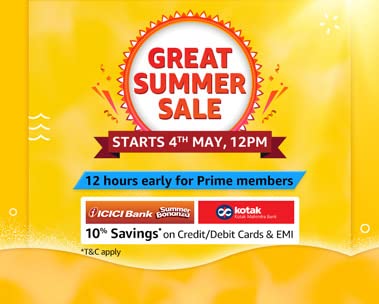 GREAT
SUMMER
SALE
STARTS 4TH MAY, 12PM
12 hours early for Prime members
ICICI Bank Summer Bonanza
kotak
Kotak Mahindra Bank
10% Savings* on Credit/Debit Cards & EMI
*T&C apply